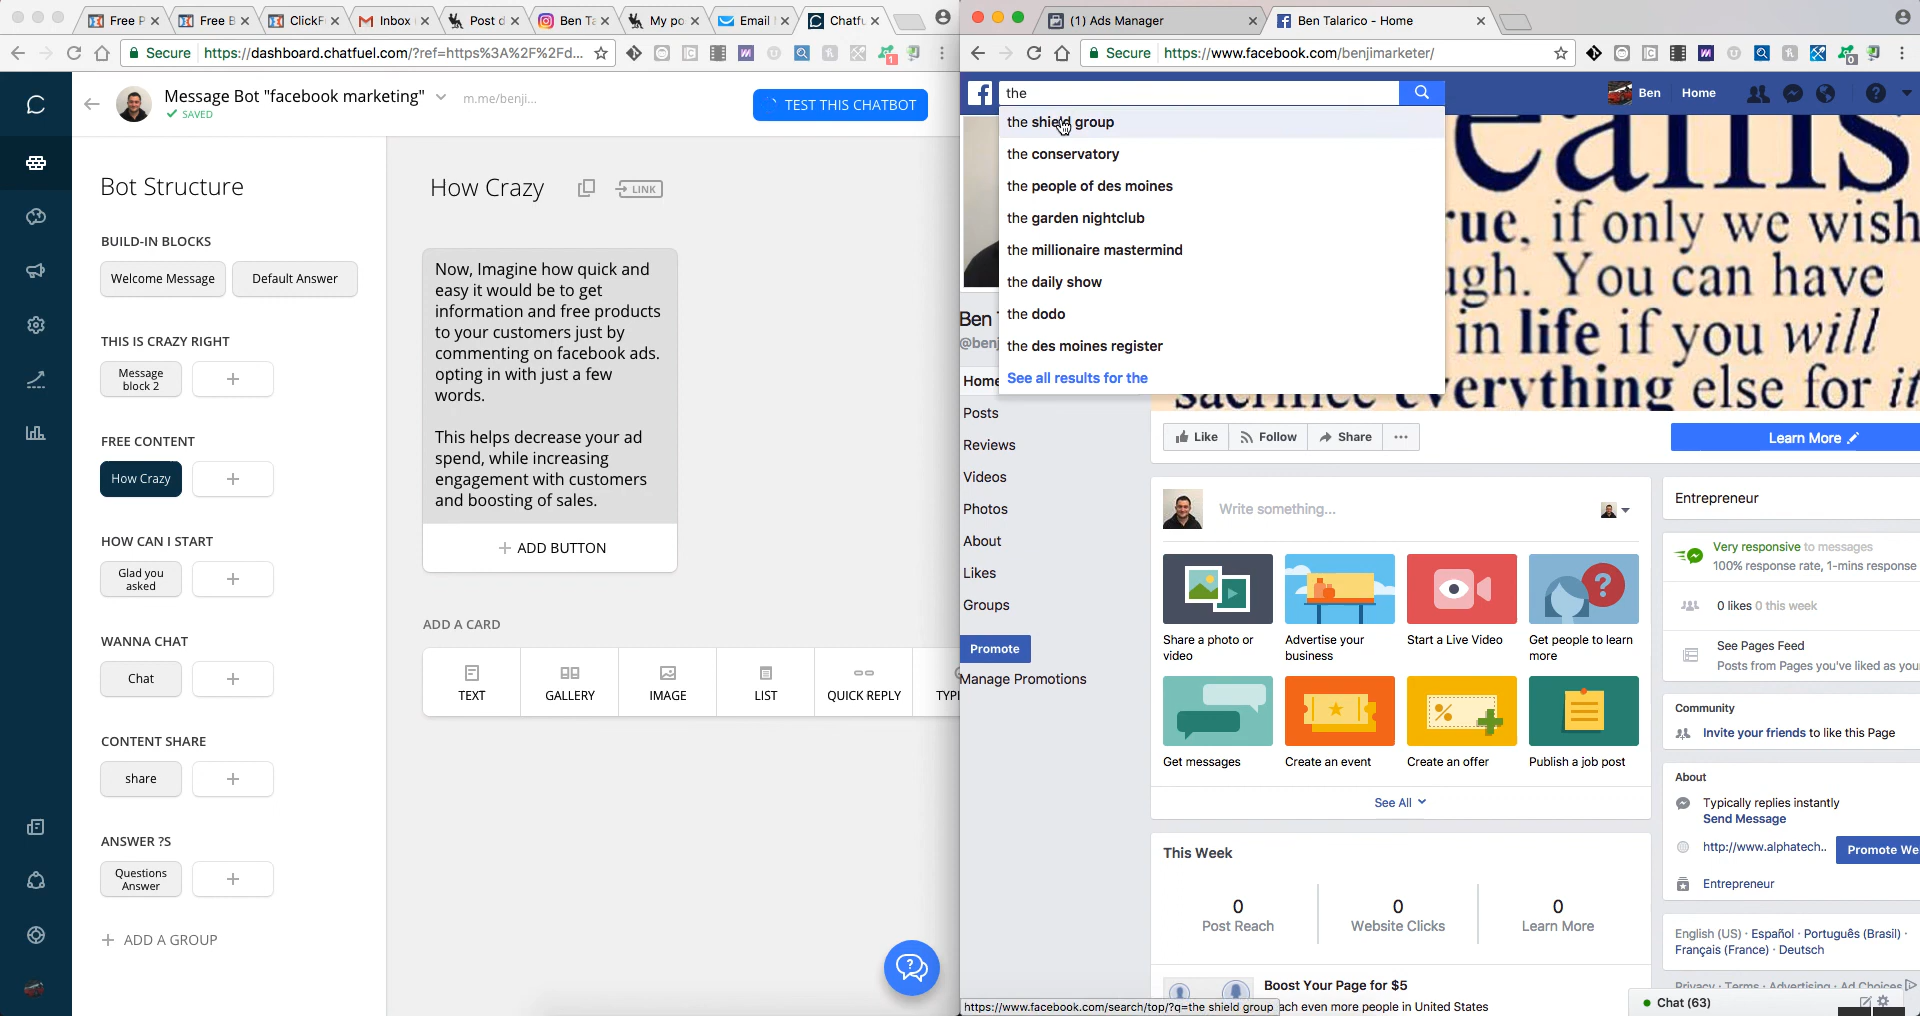 Free P
Free B
ClickF
Inbox
Post d
Ben Ta
My po
Email
Chatfu
Secure https://dashboard.chatfuel.com/?ref=https%3A%2F%2Fd...
1
Message Bot "facebook marketing"
m.me/benji...
SAVED
TEST THIS CHATBOT
Bot Structure
BUILD-IN BLOCKS
Welcome Message
Default Answer
THIS IS CRAZY RIGHT
Message
block 2
FREE CONTENT
How Crazy
HOW CAN I START
Glad you
asked
WANNA CHAT
Chat
CONTENT SHARE
share
ANSWER ?S
Questions
Answer
ADD A GROUP
How Crazy
LINK
Now, Imagine how quick and
easy it would be to get
information and free products
to your customers just by
commenting on facebook ads.
opting in with just a few
words.
This helps decrease your ad
spend, while increasing
engagement with customers
and boosting of sales.
ADD BUTTON
ADD A CARD
TEXT
GALLERY
IMAGE
LIST
QUICK REPLY
TYPI
(1) Ads Manager
Ben Talarico - Home
Secure https://www.facebook.com/benjimarketer/
0
the
Ben
Home
the shield group
the conservatory
the people of des moines
the garden nightclub
the millionaire mastermind
the daily show
the dodo
the des moines register
See all results for the
eams
rue, if only we wish
ugh. You can have
in life if you will
sacrifice everything else for it
Ben
@benj
Home
Posts
Reviews
Videos
Photos
About
Likes
Groups
Promote
Manage Promotions
Like
Follow
Share
Learn More
Write something...
Share a photo or
video
Advertise your
business
Start a Live Video
Get people to learn
more
Get messages
Create an event
Create an offer
Publish a job post
See All
This Week
0
Post Reach
0
Website Clicks
0
Learn More
Boost Your Page for $5
ach even more people in United States
https://www.facebook.com/search/top/?q=the shield group
Entrepreneur
Very responsive to messages
100% response rate, 1-mins response
0 likes 0 this week
See Pages Feed
Posts from Pages you've liked as you
Community
Invite your friends to like this Page
About
Typically replies instantly
Send Message
http://www.alphatech..
Promote We
Entrepreneur
English (US) · Español · Português (Brasil) ·
Français (France) · Deutsch
Privacy · Terms · Advertising · Ad Choices
Chat (63)